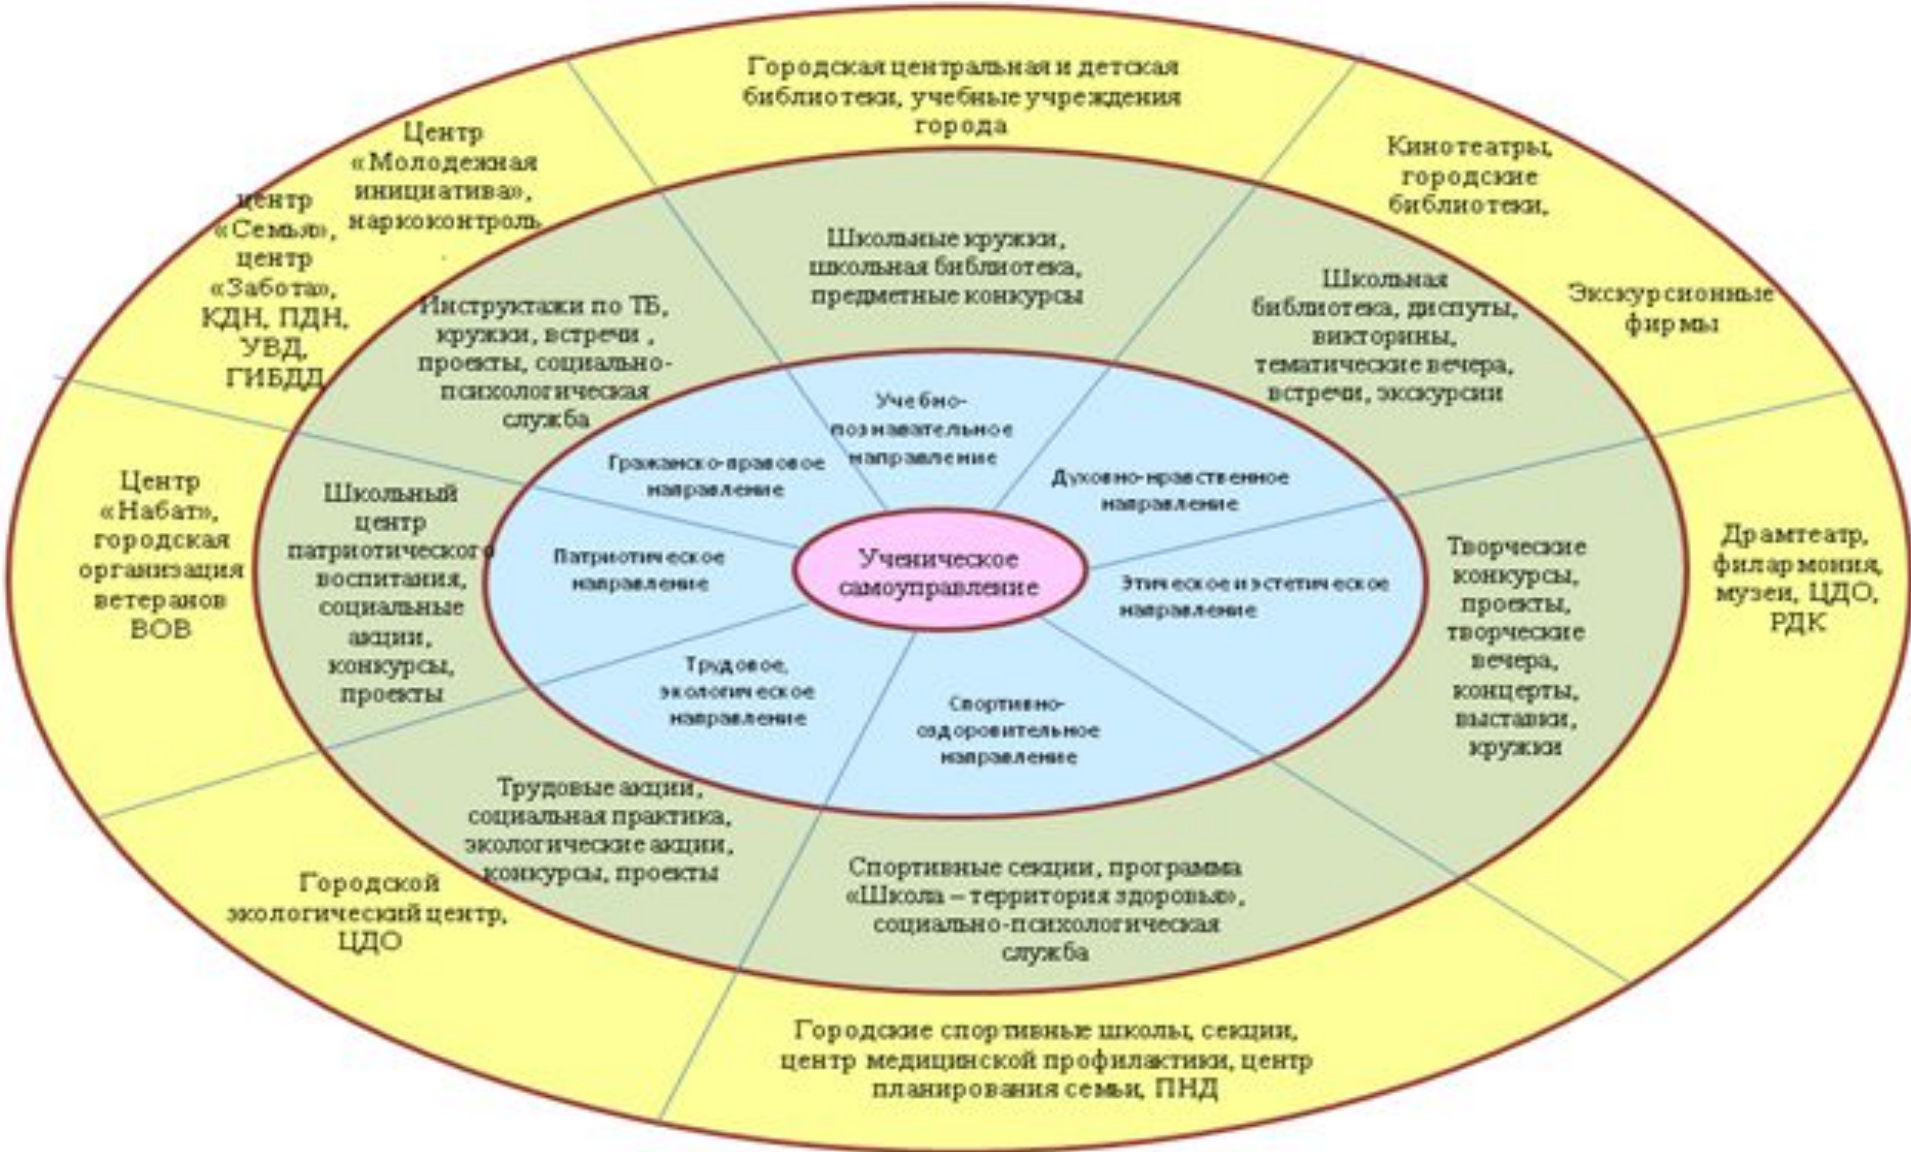 Городская центральная и детская
библиотеки, учебные учреждения
города
Центр
«Молодежная
инициатива»,
наркоконтроль
центр
«Семья»,
центр
«Забота»,
КДН, ПДН,
УВД,
ГИБДД
Кинотеатры,
городские
библиотеки,
Экскурсионные
фирмы
Школьные кружки,
школьная библиотека,
предметные конкурсы
Инструктажи по ТБ,
кружки, встречи ,
проекты, социально-
психологическая
служба
Школьная
библиотека, диспуты,
викторины,
тематические вечера,
встречи, экскурсии
Учебно-
познавательное
направление
Гражанско-правовое
направление
Духовно-нравственное
направление
Центр
«Набат»,
городская
организация
ветеранов
ВОВ
Школьный
центр
патриотического
воспитания,
социальные
акции,
конкурсы,
проекты
Патриотическое
направление
Ученическое
самоуправление
Этическое и эстетическое
направление
Творческие
конкурсы,
проекты,
творческие
вечера,
концерты,
выставки,
кружки
Драмтеатр,
филармония,
музеи, ЦДО,
РДК
Трудовое,
экологическое
направление
Спортивно-
оздоровительное
направление
Трудовые акции,
социальная практика,
экологические акции,
конкурсы, проекты
Спортивные секции, программа
«Школа – территория здоровья»,
социально-психологическая
служба
Городской
экологический центр,
ЦДО
Городские спортивные школы, секции,
центр медицинской профилактики, центр
планирования семьи, ПНД